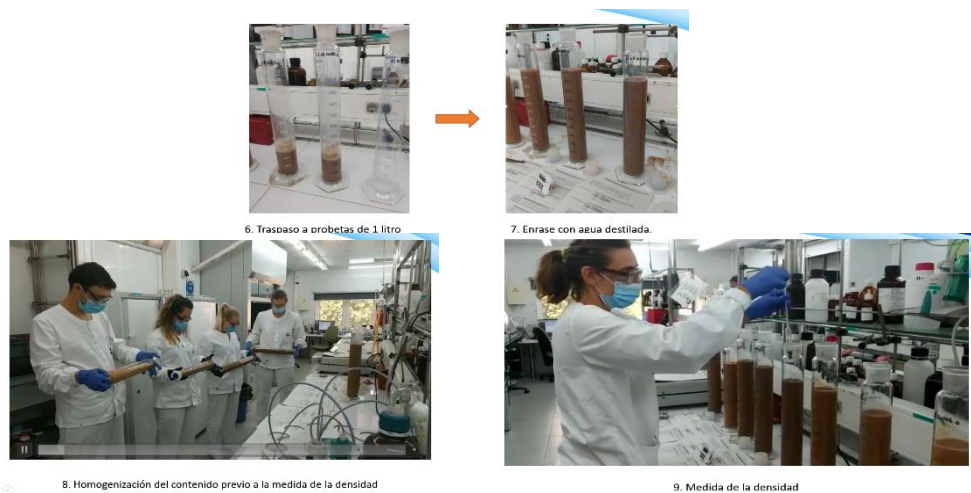 6. Traspaso a probetas de 1 litro
7. Enrase con agua destilada.
8. Homogenización del contenido previo a la medida de la densidad
9. Medida de la densidad